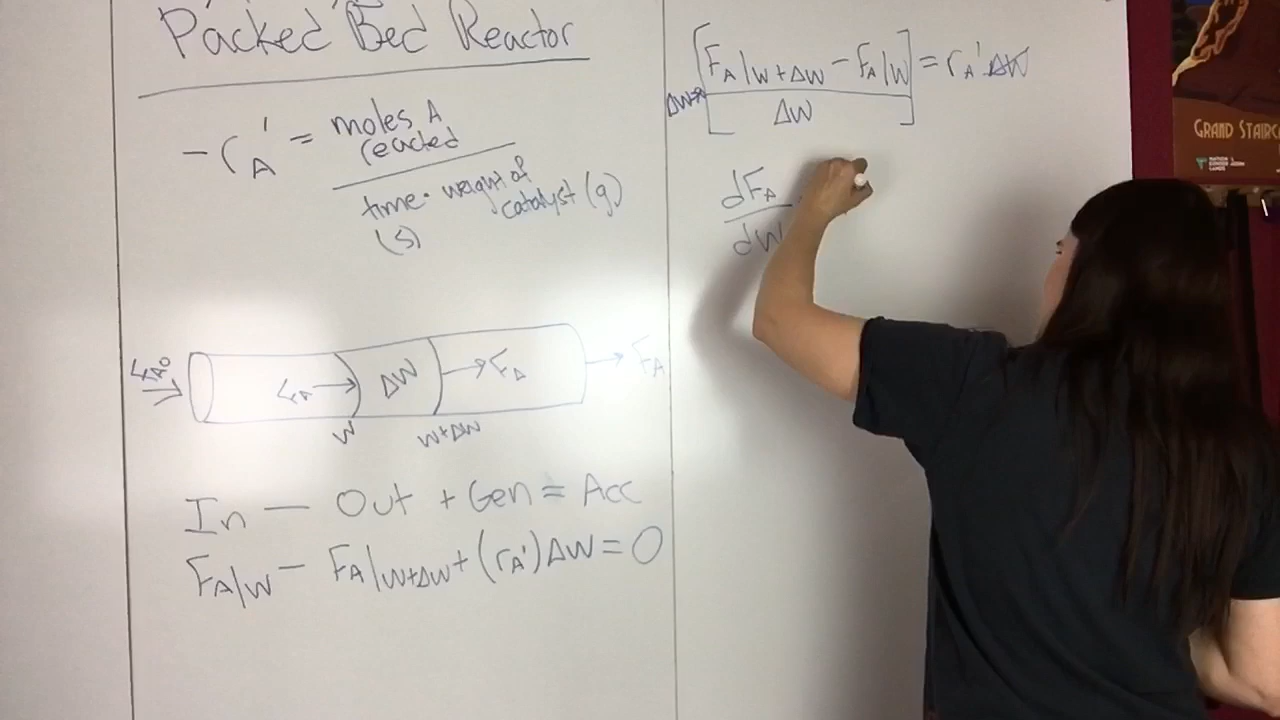 Packed Bed Reactor
-rA' = moles A reacted
time · weight of catalyst (g)
(s)
FA0
FA → ΔW → FA → FA
W W+ΔW
In — Out + Gen = Acc
FA|W - FA|W+ΔW + (rA')ΔW = 0
[FA|W+ΔW - FA|W] = rA' ΔW
ΔW
dFA
dW
GRAND STAIRC